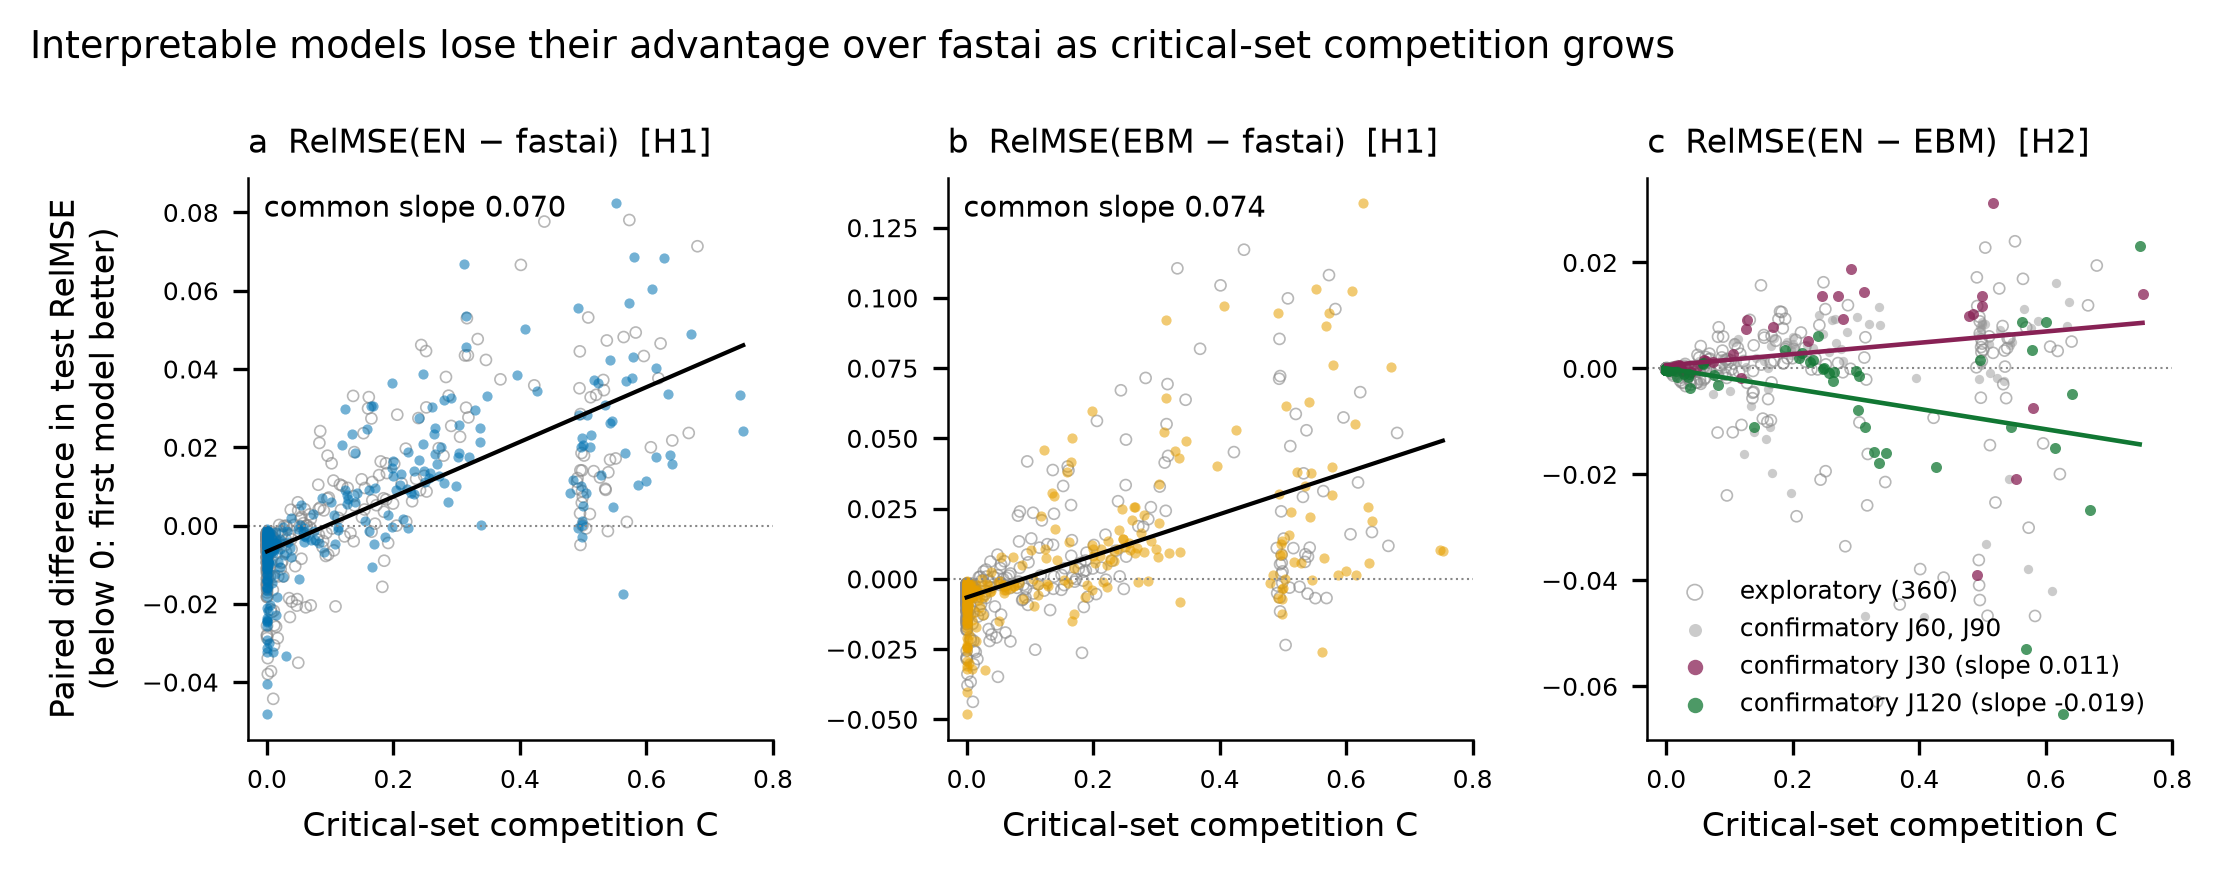 Interpretable models lose their advantage over fastai as critical-set competition grows
a  RelMSE(EN − fastai)  [H1]
common slope 0.070
Paired difference in test RelMSE
(below 0: first model better)
0.08
0.06
0.04
0.02
0.00
−0.02
−0.04
0.0 0.2 0.4 0.6 0.8
Critical-set competition C
b  RelMSE(EBM − fastai)  [H1]
common slope 0.074
0.125
0.100
0.075
0.050
0.025
0.000
−0.025
−0.050
0.0 0.2 0.4 0.6 0.8
Critical-set competition C
c  RelMSE(EN − EBM)  [H2]
0.02
0.00
−0.02
−0.04
−0.06
exploratory (360)
confirmatory J60, J90
confirmatory J30 (slope 0.011)
confirmatory J120 (slope -0.019)
0.0 0.2 0.4 0.6 0.8
Critical-set competition C